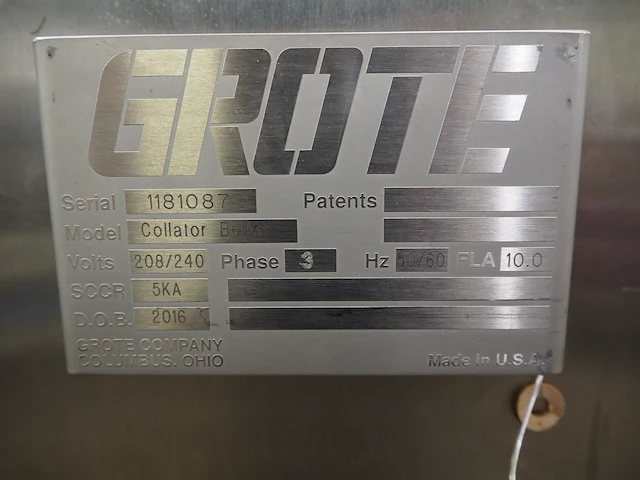 GROTE
Serial 1181087 Patents
Model Collator
Volts 208/240 Phase 3 Hz 50/60 FLA 10.0
SCCR 5KA
D.O.B. 2016
GROTE COMPANY
COLUMBUS, OHIO
Made in U.S.A.